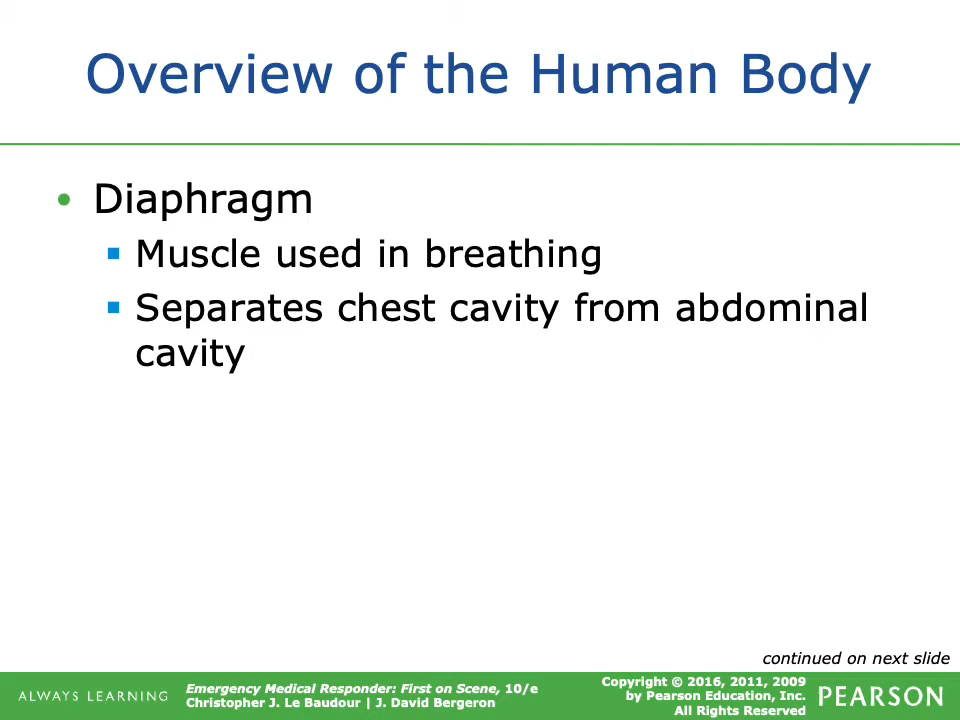 Overview of the Human Body
• Diaphragm
▪ Muscle used in breathing
▪ Separates chest cavity from abdominal
cavity
continued on next slide
ALWAYS LEARNING
Emergency Medical Responder: First on Scene, 10/e
Christopher J. Le Baudour | J. David Bergeron
Copyright © 2016, 2011, 2009
by Pearson Education, Inc.
All Rights Reserved
PEARSON